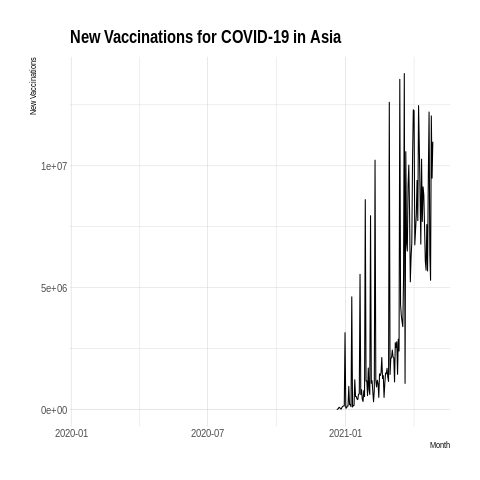 New Vaccinations for COVID-19 in Asia
New Vaccinations
1e+07
5e+06
0e+00
2020-01
2020-07
2021-01
Month